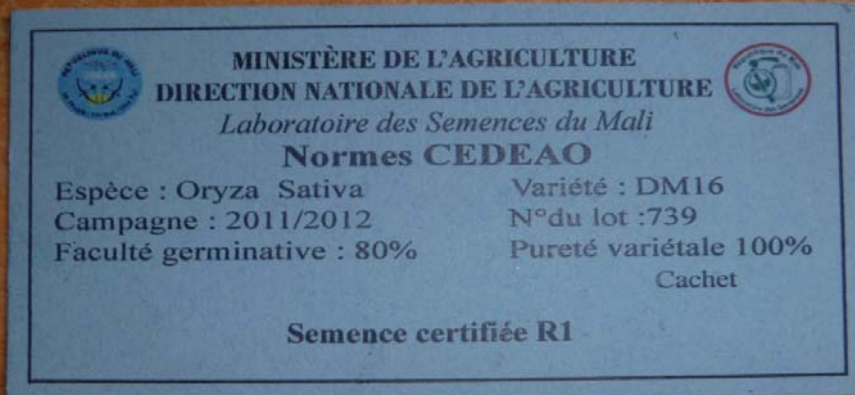 MINISTÈRE DE L'AGRICULTURE
DIRECTION NATIONALE DE L'AGRICULTURE
Laboratoire des Semences du Mali
Normes CEDEAO
Espèce : Oryza Sativa
Variété : DM16
Campagne : 2011/2012
N°du lot :739
Faculté germinative : 80%
Pureté variétale 100%
Cachet
Semence certifiée R1